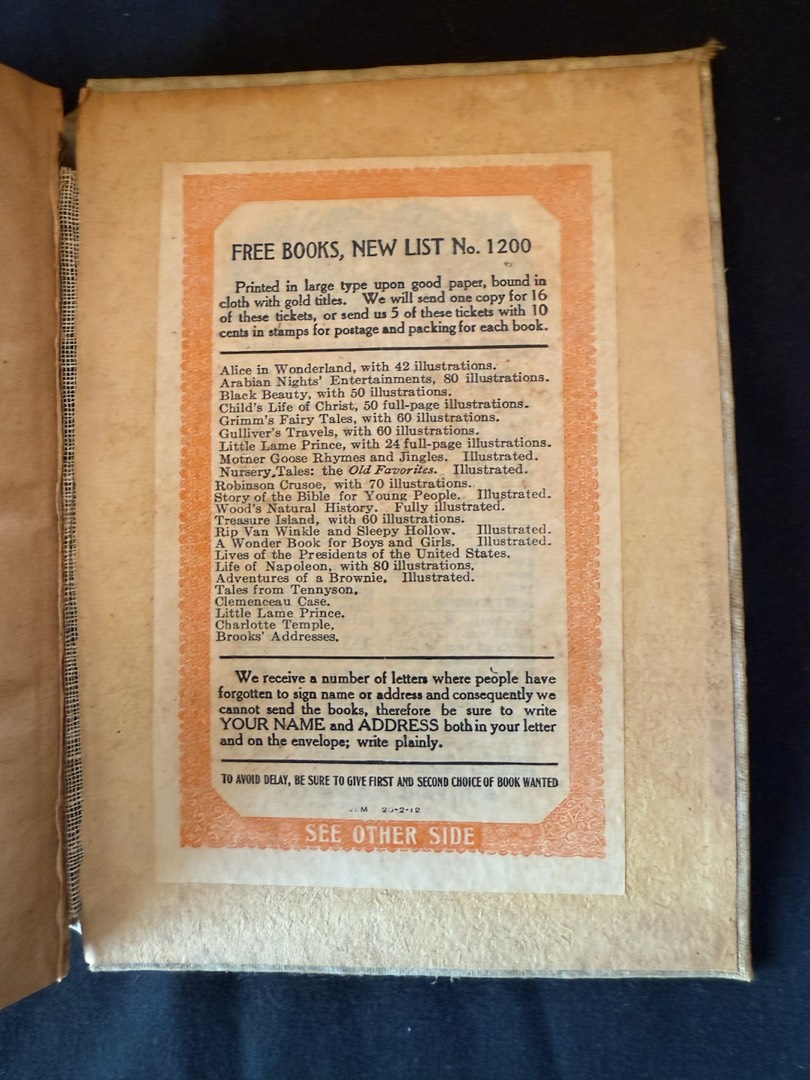 FREE BOOKS, NEW LIST No. 1200
Printed in large type upon good paper, bound in
cloth with gold titles. We will send one copy for 16
of these tickets, or send us 5 of these tickets with 10
cents in stamps for postage and packing for each book.
Alice in Wonderland, with 42 illustrations.
Arabian Nights' Entertainments, 80 illustrations.
Black Beauty, with 50 illustrations.
Child's Life of Christ, 50 full-page illustrations.
Grimm's Fairy Tales, with 60 illustrations.
Gulliver's Travels, with 60 illustrations.
Little Lame Prince, with 24 full-page illustrations.
Motner Goose Rhymes and Jingles. Illustrated.
Nursery Tales: the Old Favorites. Illustrated.
Robinson Crusoe, with 70 illustrations.
Story of the Bible for Young People. Illustrated.
Wood's Natural History. Fully illustrated.
Treasure Island, with 60 illustrations.
Rip Van Winkle and Sleepy Hollow. Illustrated.
A Wonder Book for Boys and Girls. Illustrated.
Lives of the Presidents of the United States.
Life of Napoleon, with 80 illustrations.
Adventures of a Brownie. Illustrated.
Tales from Tennyson.
Clemenceau Case.
Little Lame Prince.
Charlotte Temple.
Brooks' Addresses.
We receive a number of letters where people have
forgotten to sign name or address and consequently we
cannot send the books, therefore be sure to write
YOUR NAME and ADDRESS both in your letter
and on the envelope; write plainly.
TO AVOID DELAY, BE SURE TO GIVE FIRST AND SECOND CHOICE OF BOOK WANTED
SEE OTHER SIDE